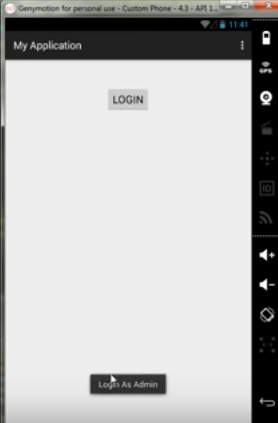 Genymotion for personal use - Custom Phone - 4.3 - API 1...
11:41
My Application
GPS
LOGIN
ID
Login As Admin